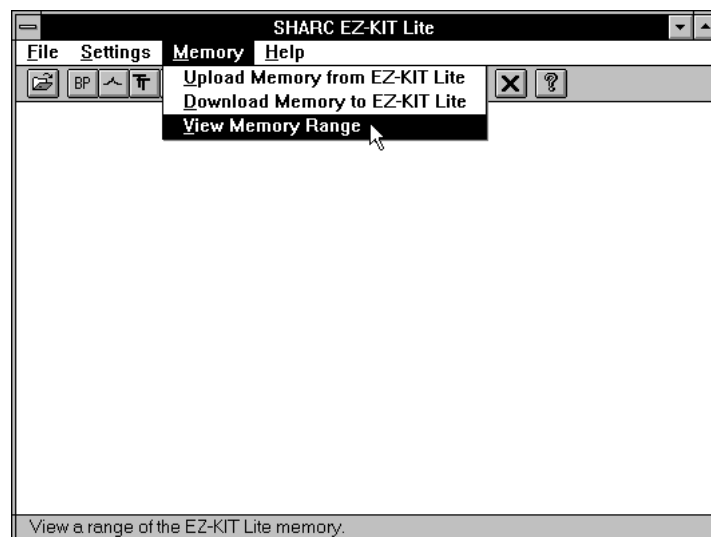 SHARC EZ-KIT Lite
File Settings Memory Help
BP
Upload Memory from EZ-KIT Lite
Download Memory to EZ-KIT Lite
View Memory Range
View a range of the EZ-KIT Lite memory.